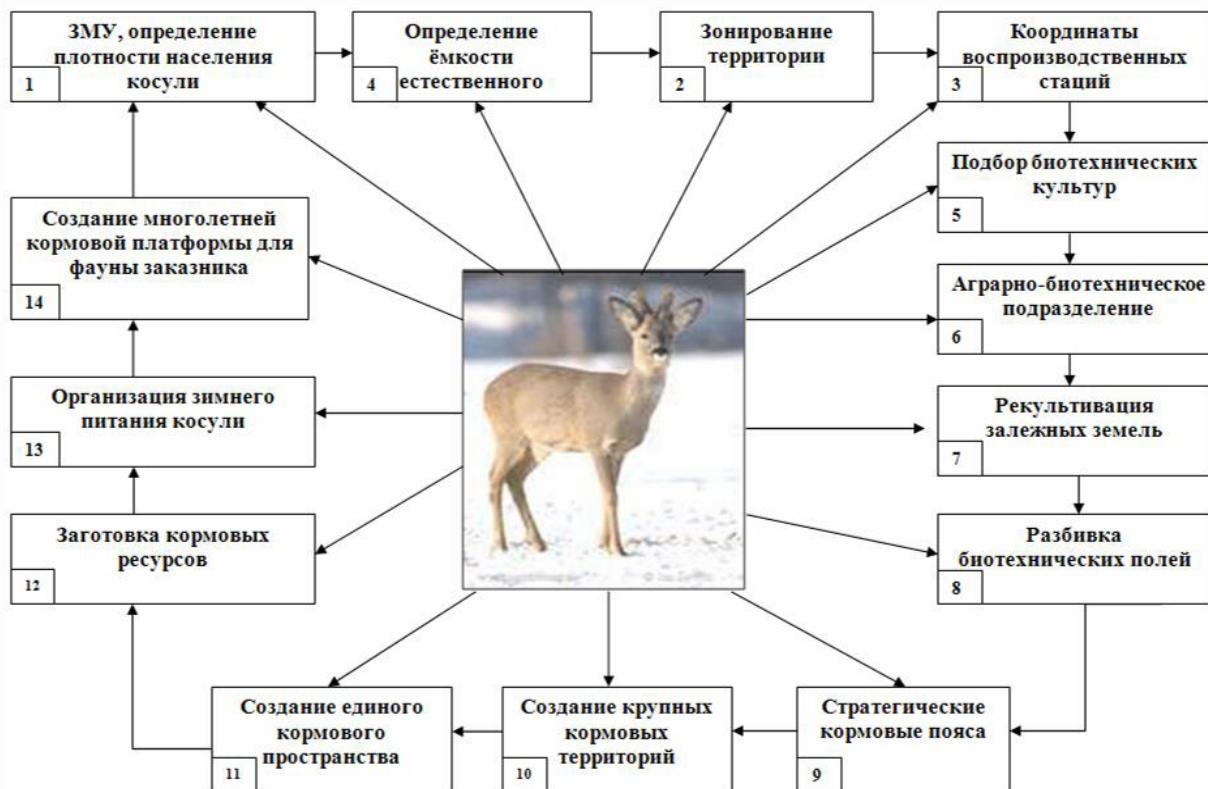 ЗМУ, определение
плотности населения
косули
1
Определение
ёмкости
естественного
4
Зонирование
территории
2
Координаты
воспроизводственных
стаций
3
Подбор биотехнических
культур
5
Аграрно-биотехническое
подразделение
6
Рекультивация
залежных земель
7
Разбивка
биотехнических полей
8
Стратегические
кормовые пояса
9
Создание крупных
кормовых
территорий
10
Создание единого
кормового
пространства
11
Заготовка кормовых
ресурсов
12
Организация зимнего
питания косули
13
Создание многолетней
кормовой платформы для
фауны заказника
14